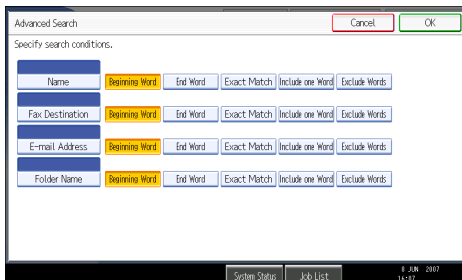 Advanced Search Cancel OK
Specify search conditions.
Name Beginning Word End Word Exact Match Include one Word Exclude Words
Fax Destination Beginning Word End Word Exact Match Include one Word Exclude Words
E-mail Address Beginning Word End Word Exact Match Include one Word Exclude Words
Folder Name Beginning Word End Word Exact Match Include one Word Exclude Words
System Status Job List JUN 2007
16:07